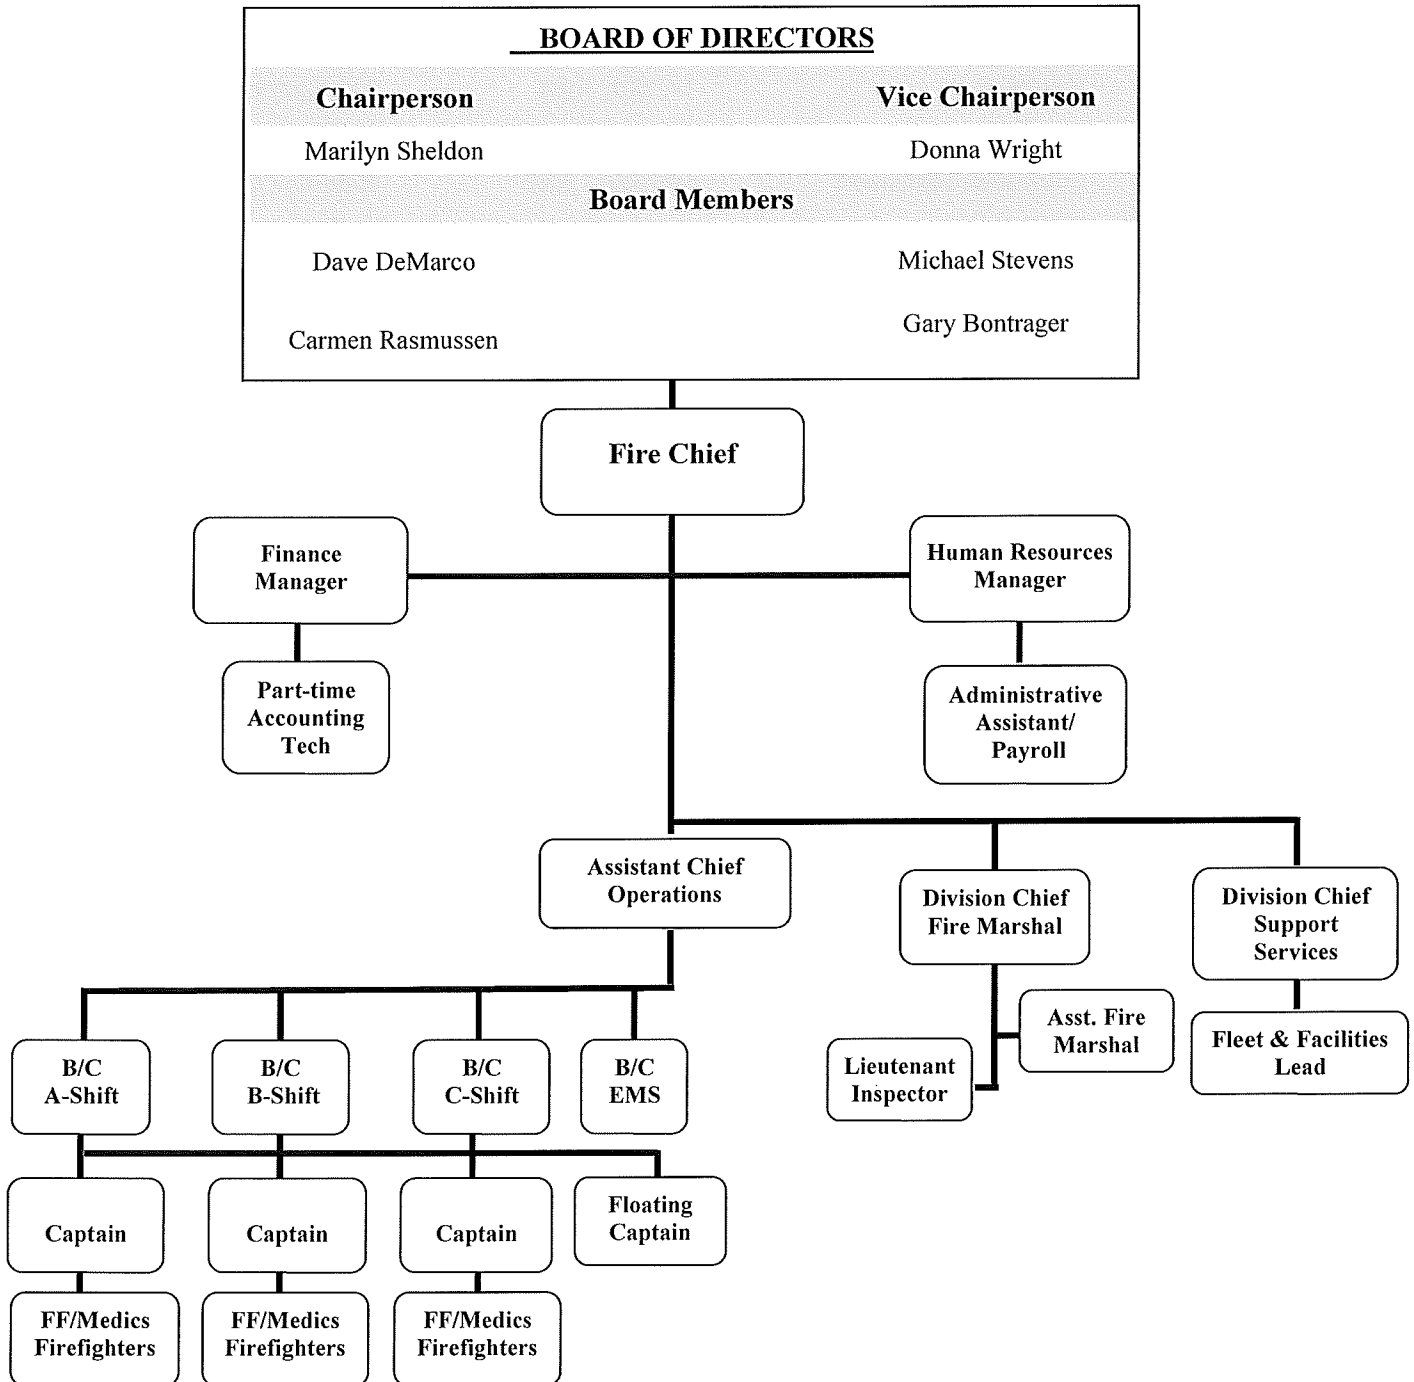 BOARD OF DIRECTORS
Chairperson
Vice Chairperson
Marilyn Sheldon
Donna Wright
Board Members
Dave DeMarco
Michael Stevens
Carmen Rasmussen
Gary Bontrager
Fire Chief
Finance
Manager
Human Resources
Manager
Part-time
Accounting
Tech
Administrative
Assistant/
Payroll
Assistant Chief
Operations
Division Chief
Fire Marshal
Division Chief
Support
Services
Asst. Fire
Marshal
Lieutenant
Inspector
Fleet & Facilities
Lead
B/C
A-Shift
B/C
B-Shift
B/C
C-Shift
B/C
EMS
Captain
Captain
Captain
Floating
Captain
FF/Medics
Firefighters
FF/Medics
Firefighters
FF/Medics
Firefighters